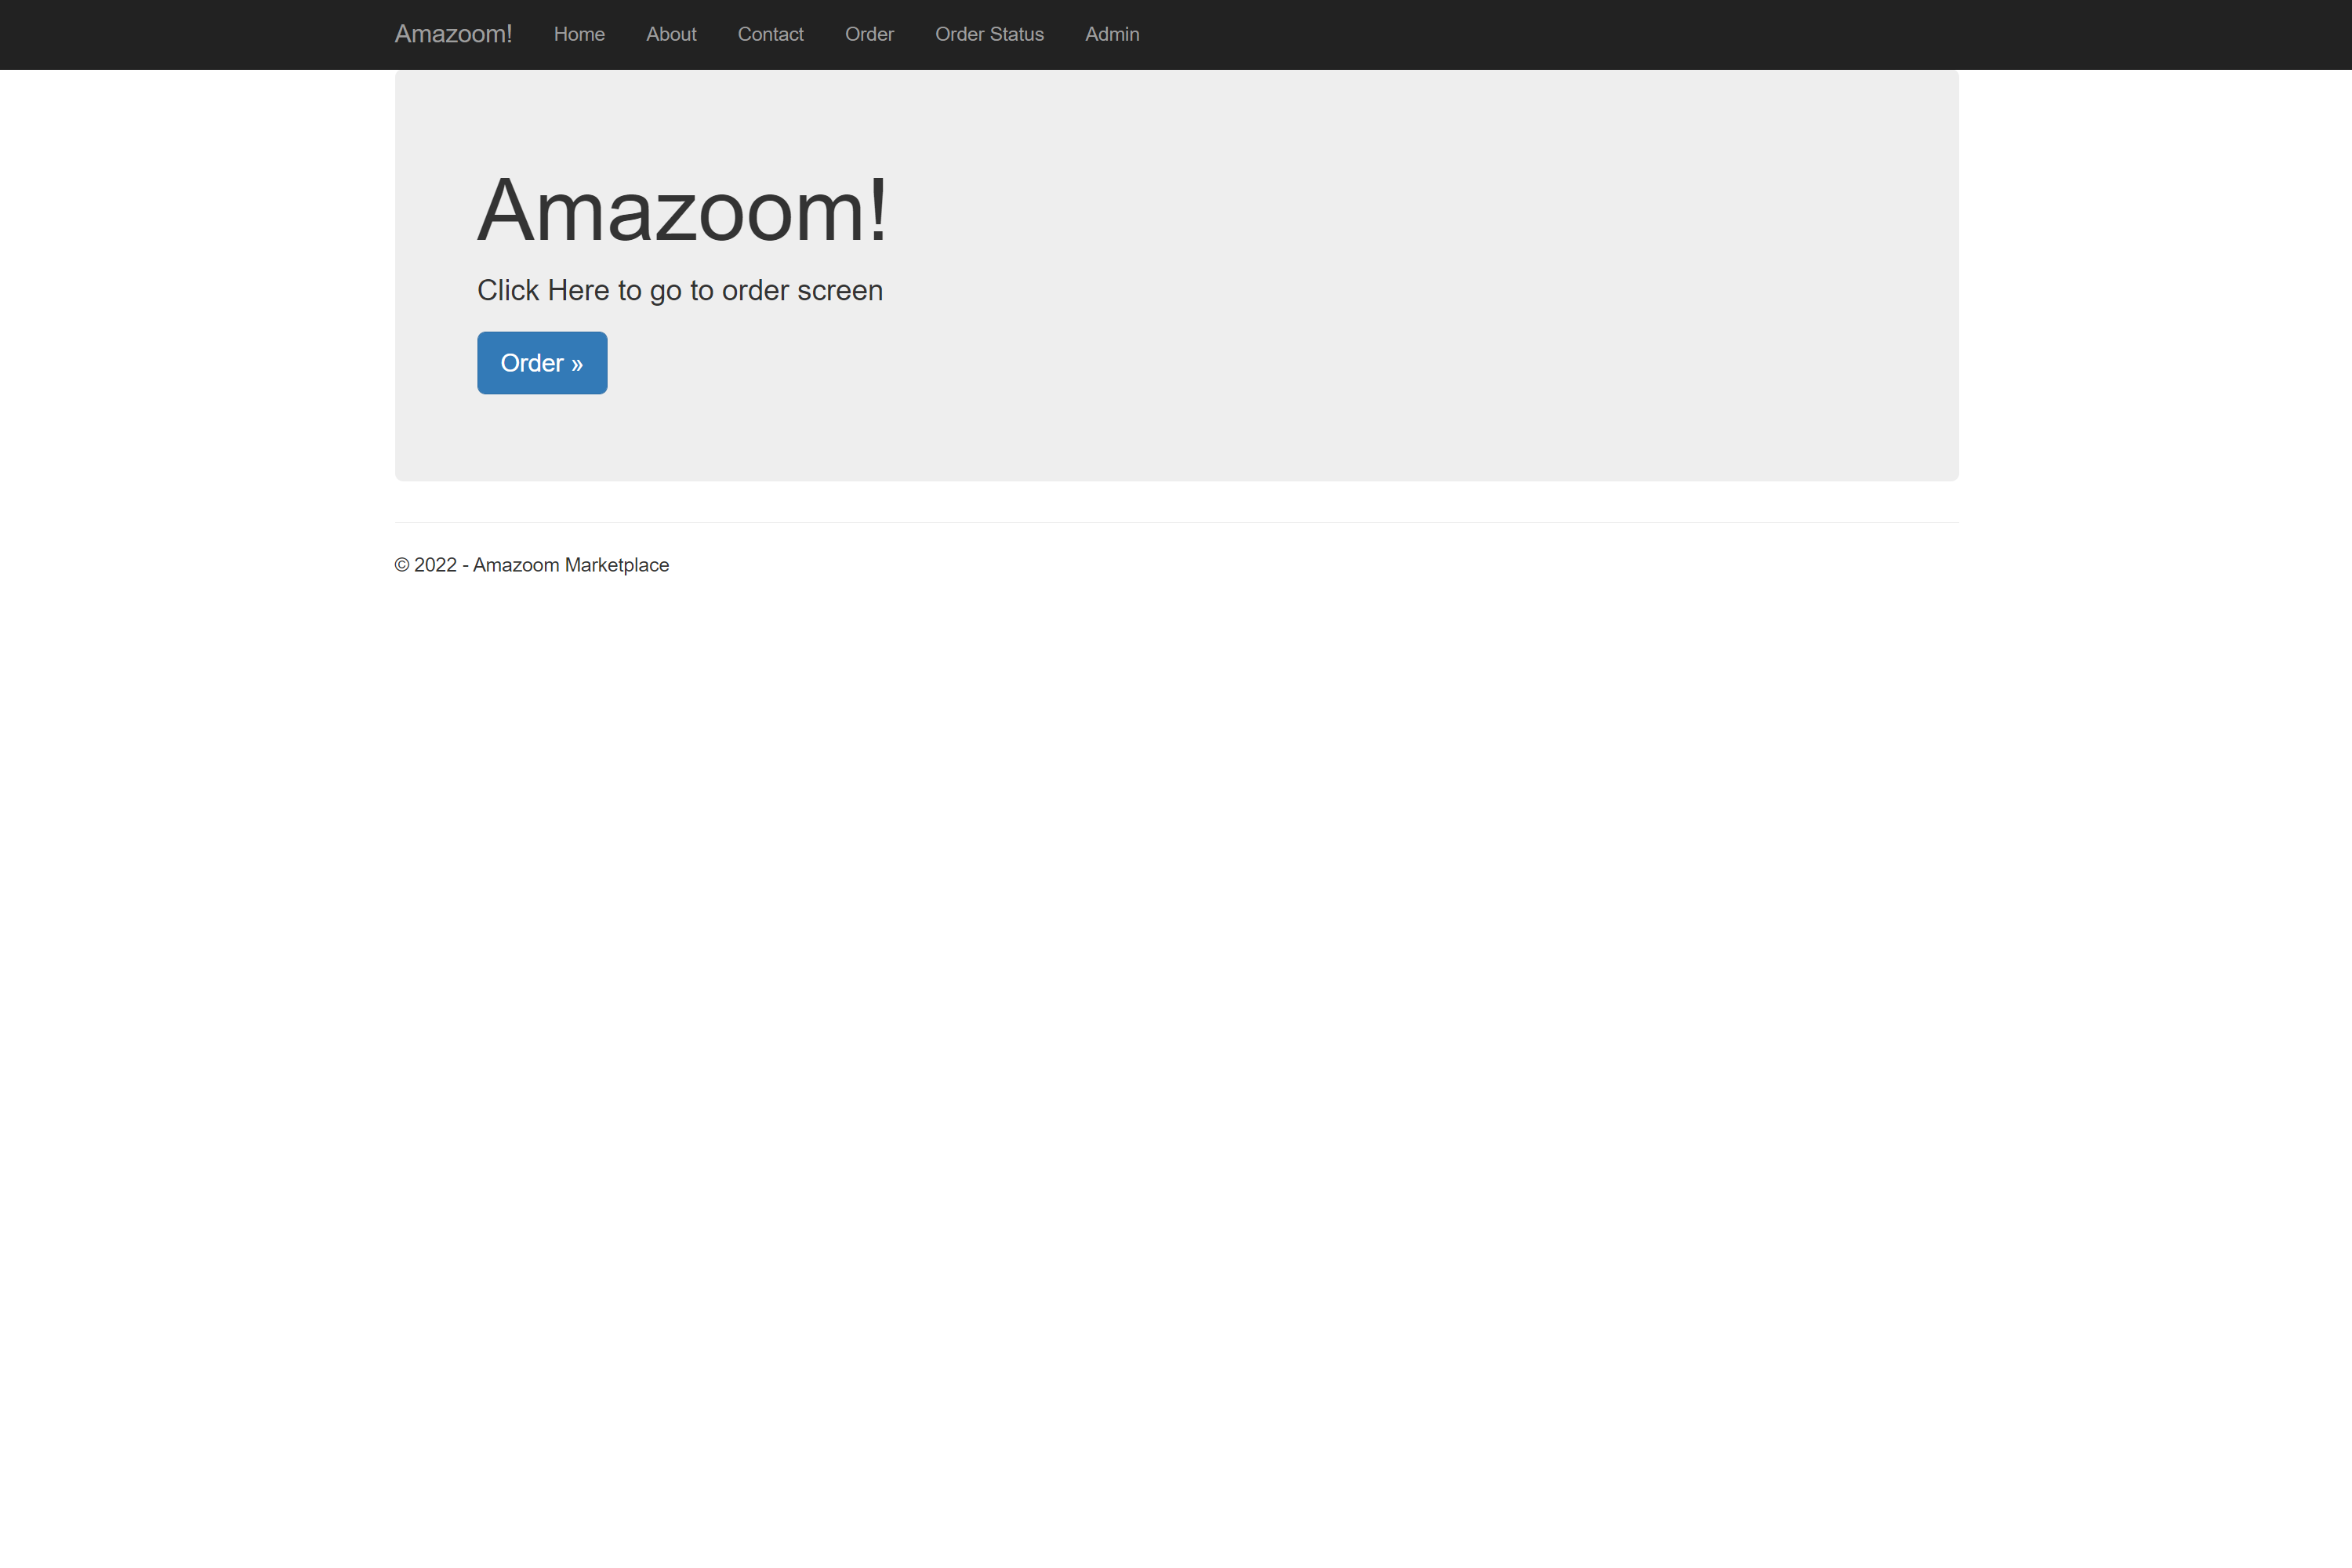 Amazoom! Home About Contact Order Order Status Admin
Amazoom!
Click Here to go to order screen
Order »
© 2022 - Amazoom Marketplace